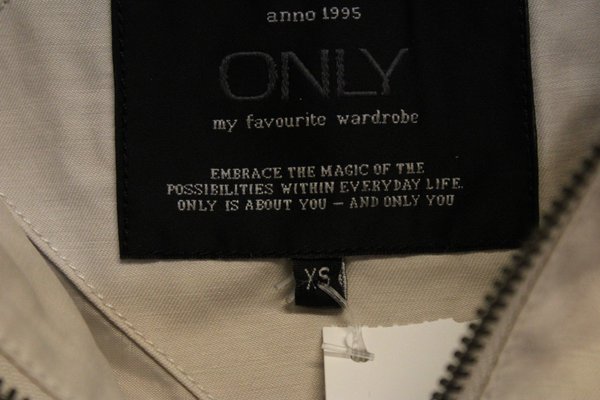 anno 1995
ONLY
my favourite wardrobe
EMBRACE THE MAGIC OF THE
POSSIBILITIES WITHIN EVERYDAY LIFE.
ONLY IS ABOUT YOU — AND ONLY YOU
XS